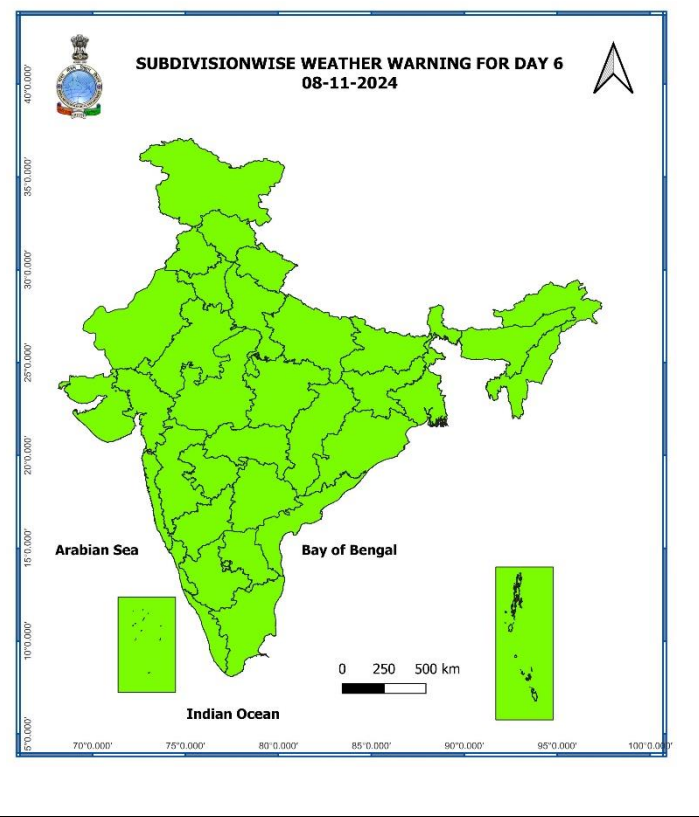 SUBDIVISIONWISE WEATHER WARNING FOR DAY 6
08-11-2024
40°0.000'
35°0.000'
30°0.000'
25°0.000'
20°0.000'
15°0.000'
10°0.000'
5°0.000'
Arabian Sea
Bay of Bengal
0 250 500 km
Indian Ocean
70°0.000' 75°0.000' 80°0.000' 85°0.000' 90°0.000' 95°0.000' 100°0.000'